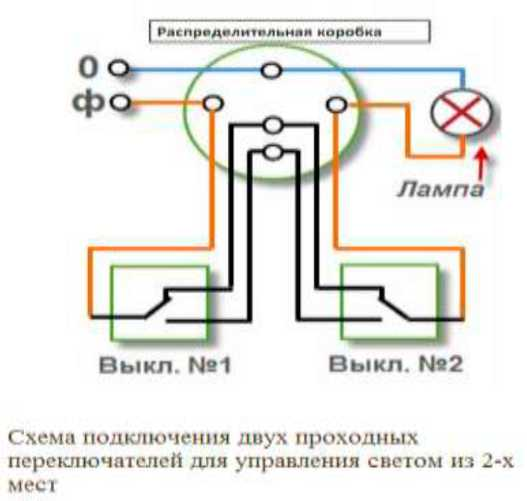 Распределительная коробка
0
ф
Лампа
Выкл. №1
Выкл. №2
Схема подключения двух проходных
переключателей для управления светом из 2-х
мест